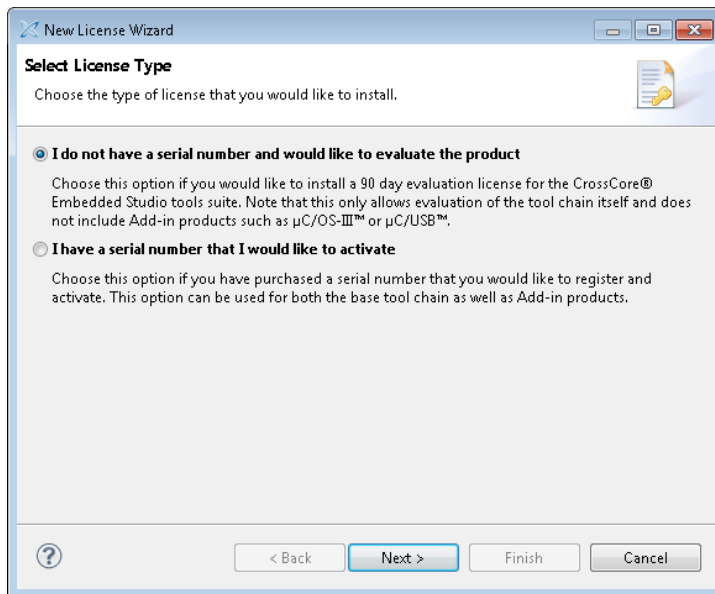 New License Wizard
Select License Type
Choose the type of license that you would like to install.
I do not have a serial number and would like to evaluate the product
Choose this option if you would like to install a 90 day evaluation license for the CrossCore®
Embedded Studio tools suite. Note that this only allows evaluation of the tool chain itself and does
not include Add-in products such as µC/OS-III™ or µC/USB™.
I have a serial number that I would like to activate
Choose this option if you have purchased a serial number that you would like to register and
activate. This option can be used for both the base tool chain as well as Add-in products.
? < Back Next > Finish Cancel